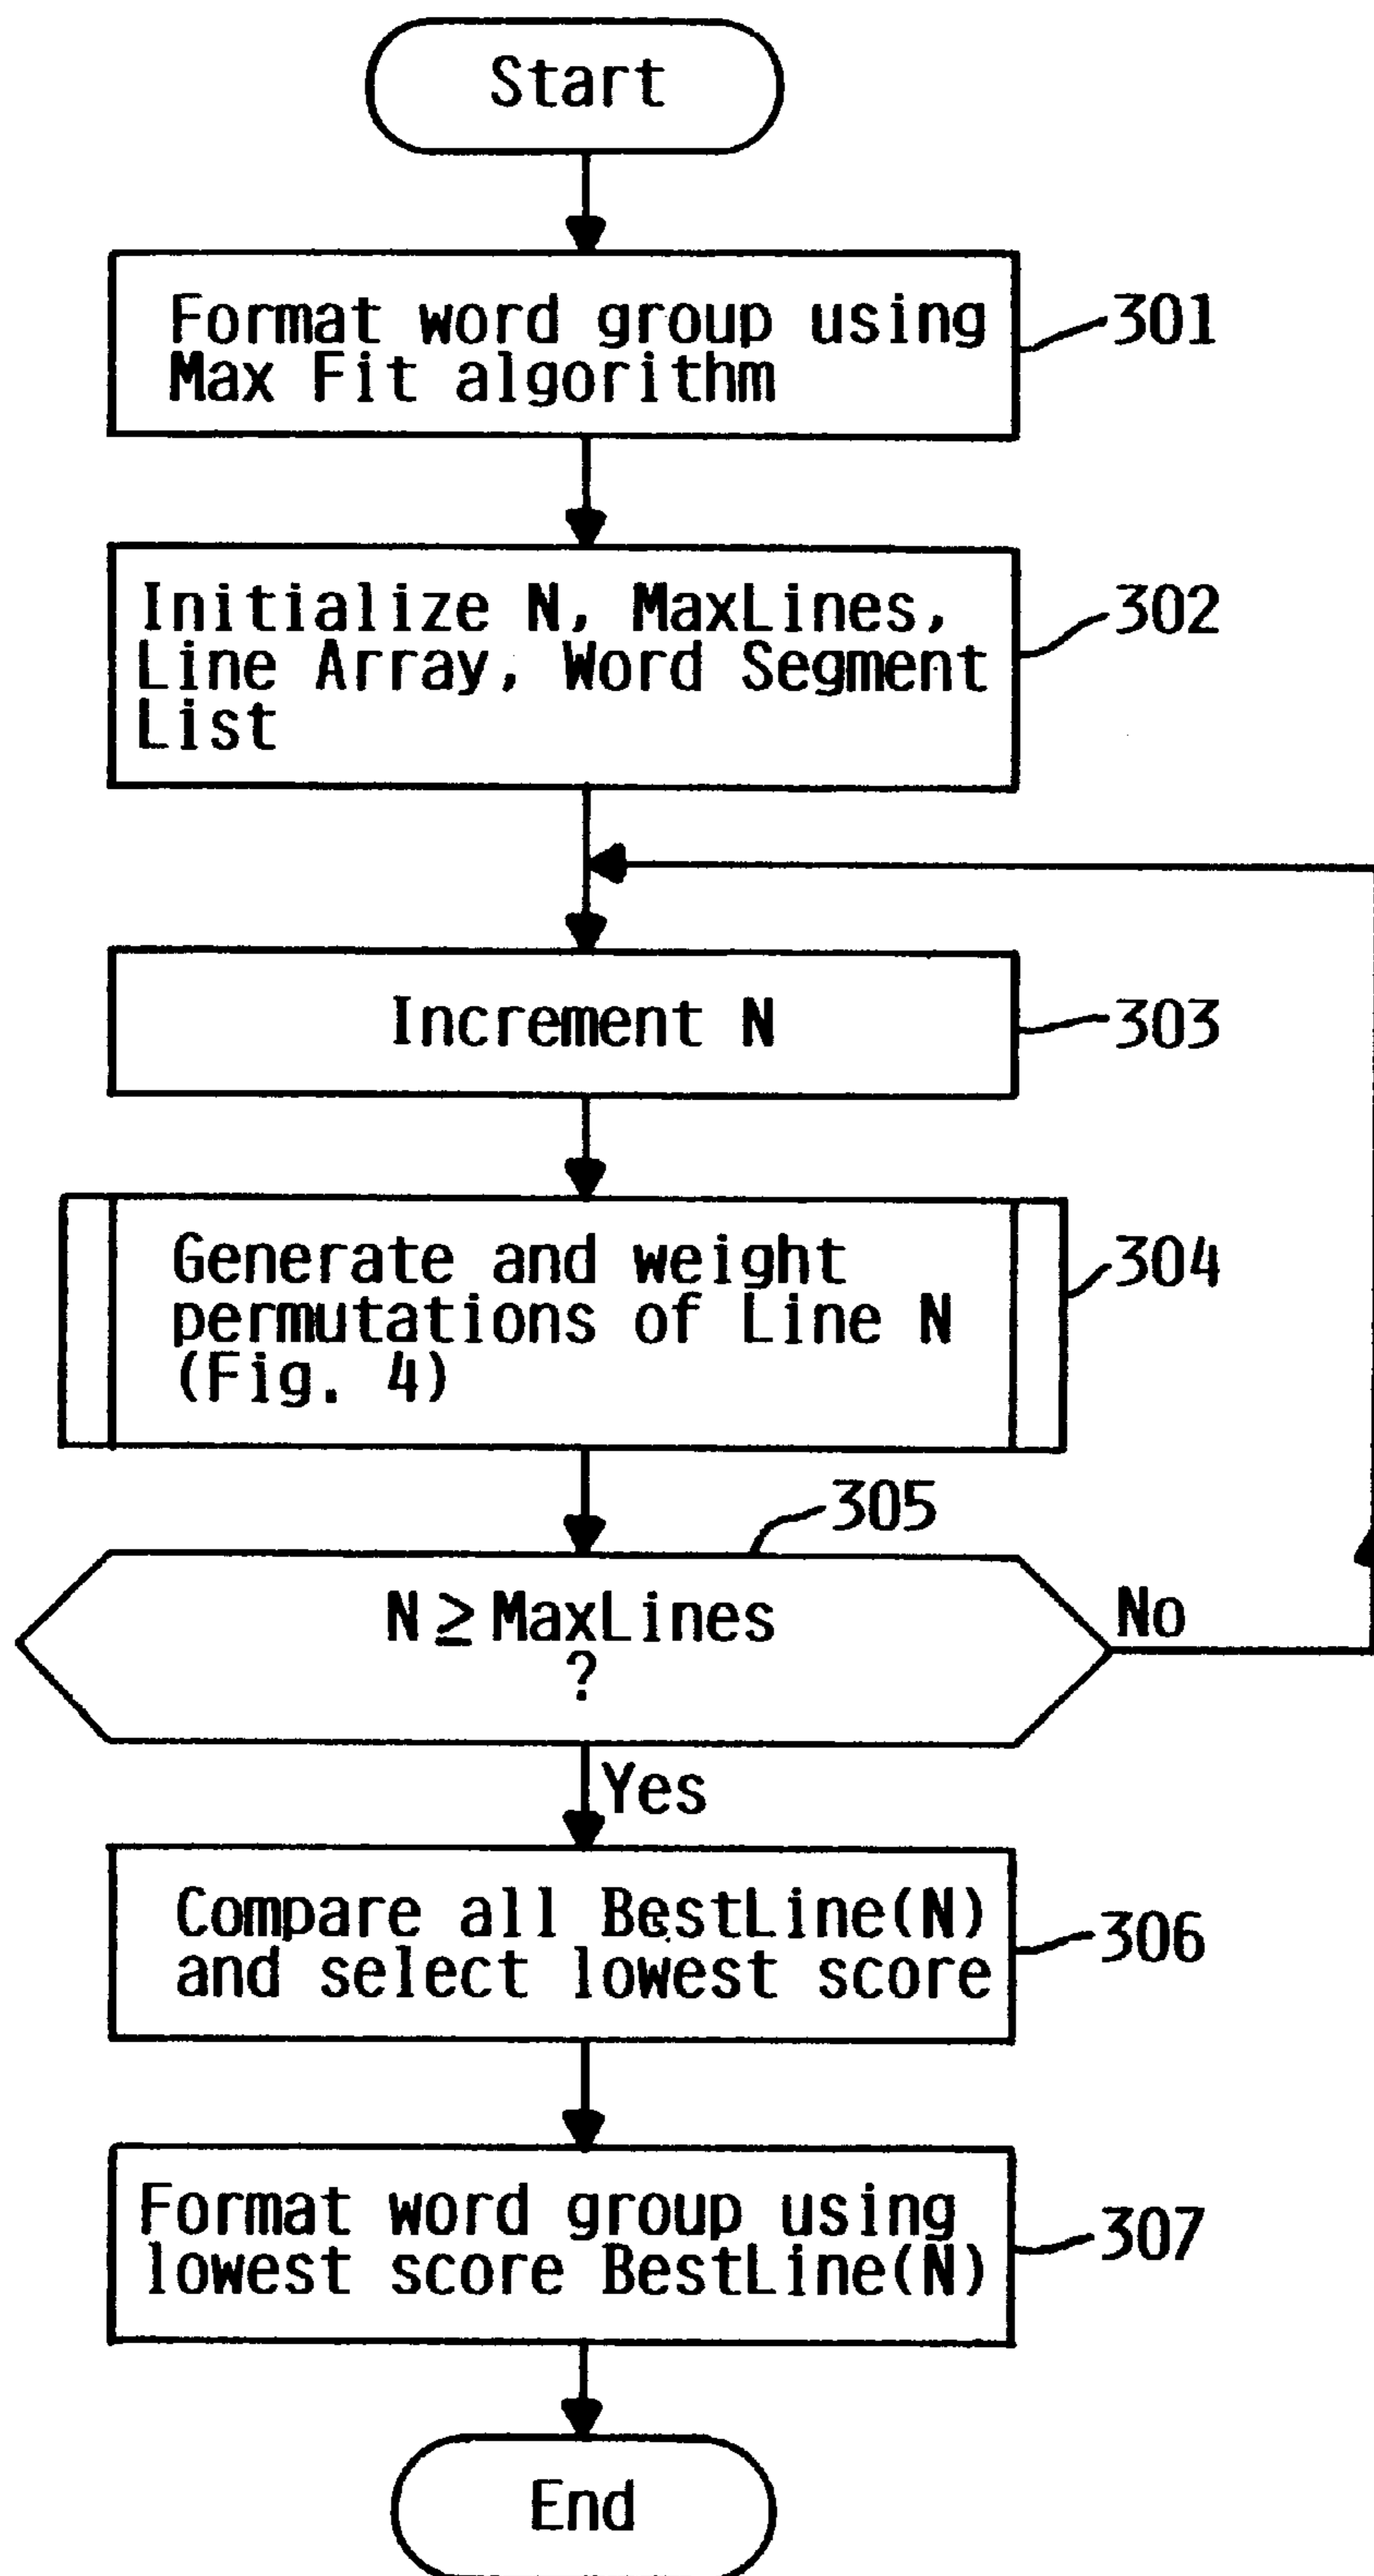 Start
Format word group using
Max Fit algorithm
301
Initialize N, MaxLines,
Line Array, Word Segment
List
302
Increment N
303
Generate and weight
permutations of Line N
(Fig. 4)
304
305
N ≥ MaxLines
?
No
Yes
Compare all BestLine(N)
and select lowest score
306
Format word group using
lowest score BestLine(N)
307
End